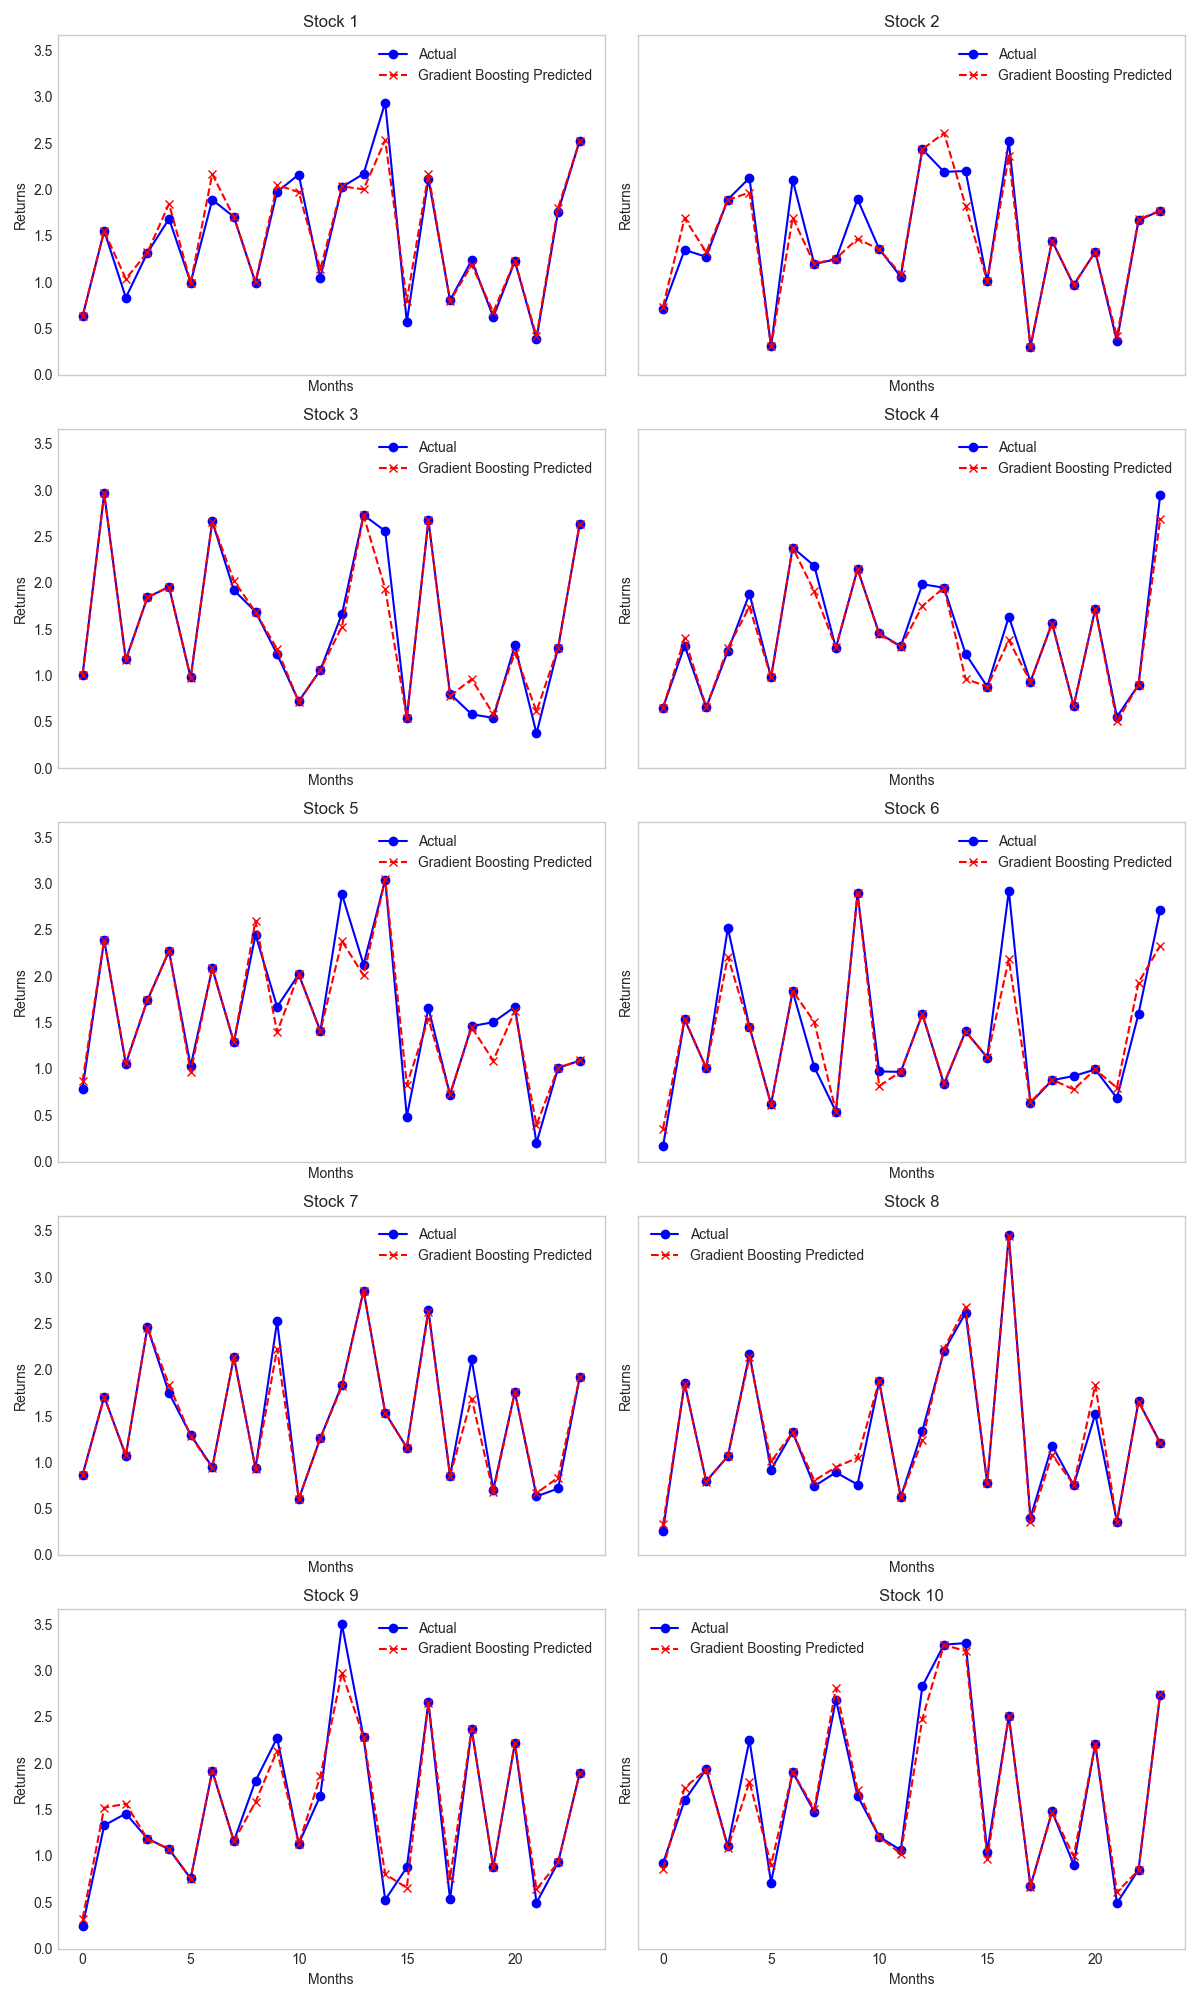 Stock 1
Stock 2
3.5
3.0
2.5
2.0
1.5
1.0
0.5
0.0
Returns
Actual
Gradient Boosting Predicted
Months
Returns
Actual
Gradient Boosting Predicted
Months
Stock 3
Stock 4
3.5
3.0
2.5
2.0
1.5
1.0
0.5
0.0
Returns
Actual
Gradient Boosting Predicted
Months
Returns
Actual
Gradient Boosting Predicted
Months
Stock 5
Stock 6
3.5
3.0
2.5
2.0
1.5
1.0
0.5
0.0
Returns
Actual
Gradient Boosting Predicted
Months
Returns
Actual
Gradient Boosting Predicted
Months
Stock 7
Stock 8
3.5
3.0
2.5
2.0
1.5
1.0
0.5
0.0
Returns
Actual
Gradient Boosting Predicted
Months
Returns
Actual
Gradient Boosting Predicted
Months
Stock 9
Stock 10
3.5
3.0
2.5
2.0
1.5
1.0
0.5
0.0
Returns
Actual
Gradient Boosting Predicted
0 5 10 15 20
Months
Returns
Actual
Gradient Boosting Predicted
0 5 10 15 20
Months